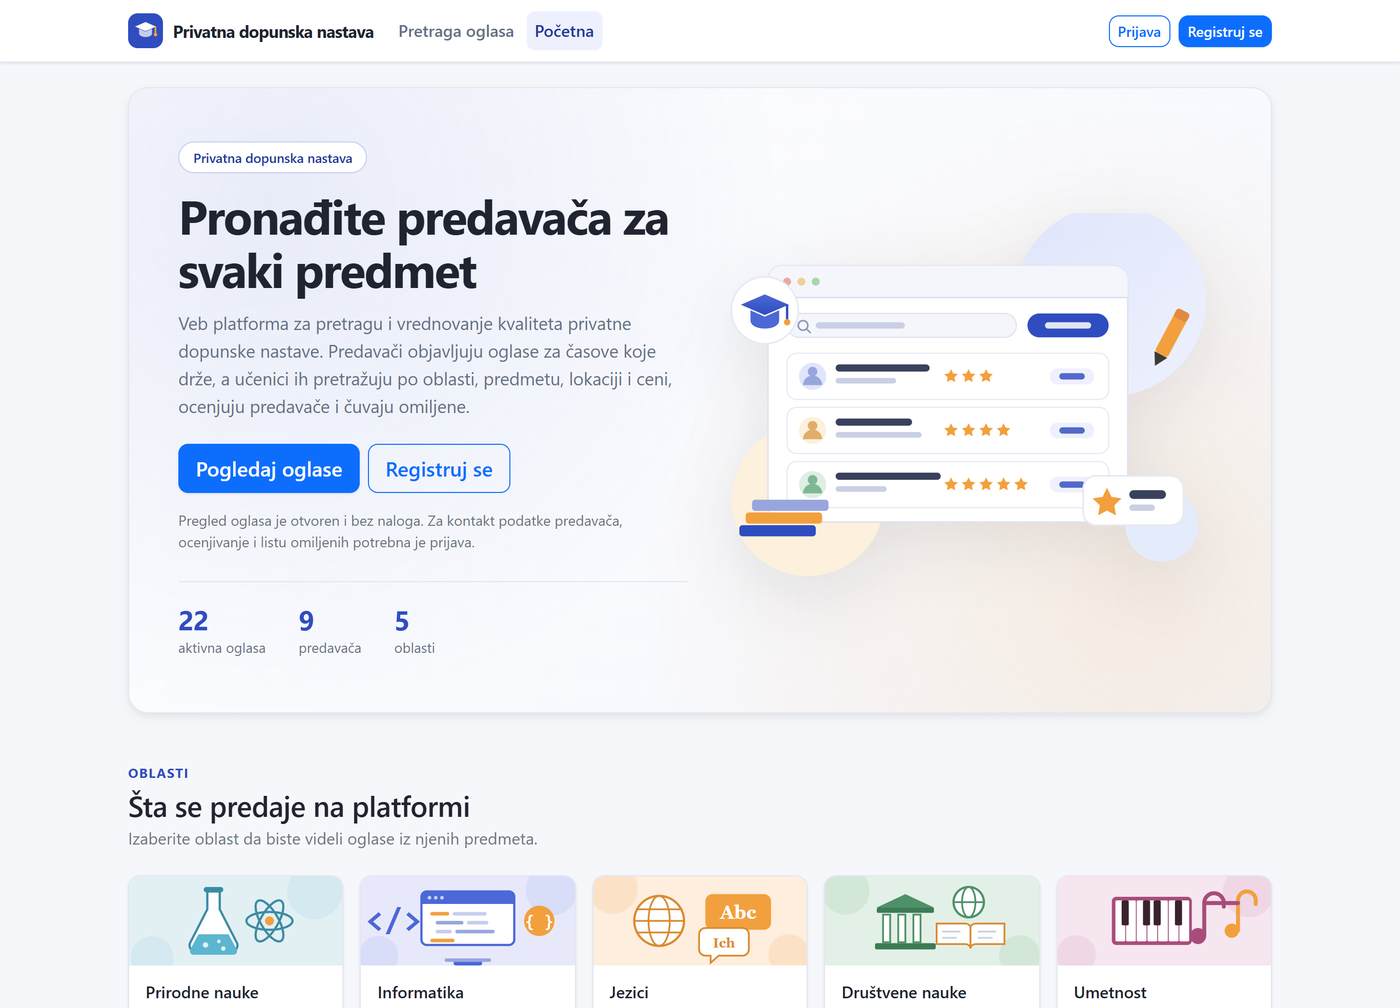 Privatna dopunska nastava
Pretraga oglasa
Početna
Prijava
Registruj se
Privatna dopunska nastava
Pronađite predavača za
svaki predmet
Veb platforma za pretragu i vrednovanje kvaliteta privatne
dopunske nastave. Predavači objavljuju oglase za časove koje
drže, a učenici ih pretražuju po oblasti, predmetu, lokaciji i ceni,
ocenjuju predavače i čuvaju omiljene.
Pogledaj oglase
Registruj se
Pregled oglasa je otvoren i bez naloga. Za kontakt podatke predavača,
ocenjivanje i listu omiljenih potrebna je prijava.
22
aktivna oglasa
9
predavača
5
oblasti
OBLASTI
Šta se predaje na platformi
Izaberite oblast da biste videli oglase iz njenih predmeta.
</>
{ }
Abc
Ich
Prirodne nauke
Informatika
Jezici
Društvene nauke
Umetnost